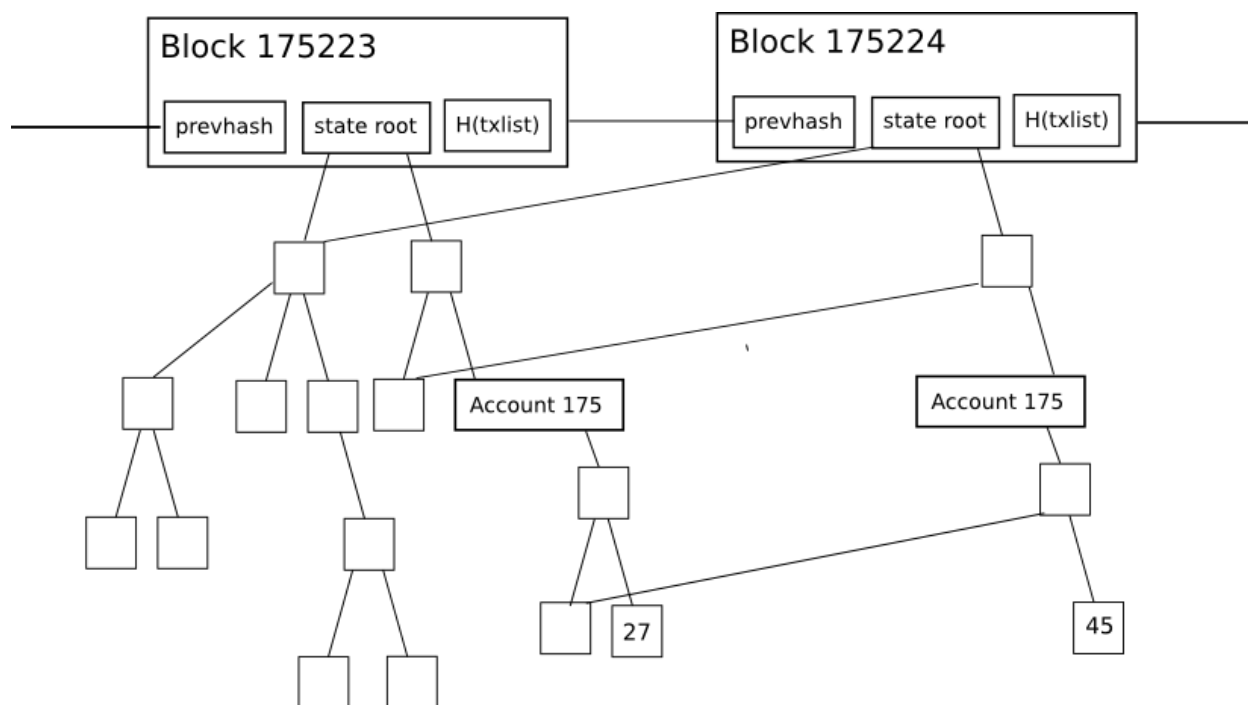 Block 175223
prevhash
state root
H(txlist)
Block 175224
prevhash
state root
H(txlist)
Account 175
27
Account 175
45